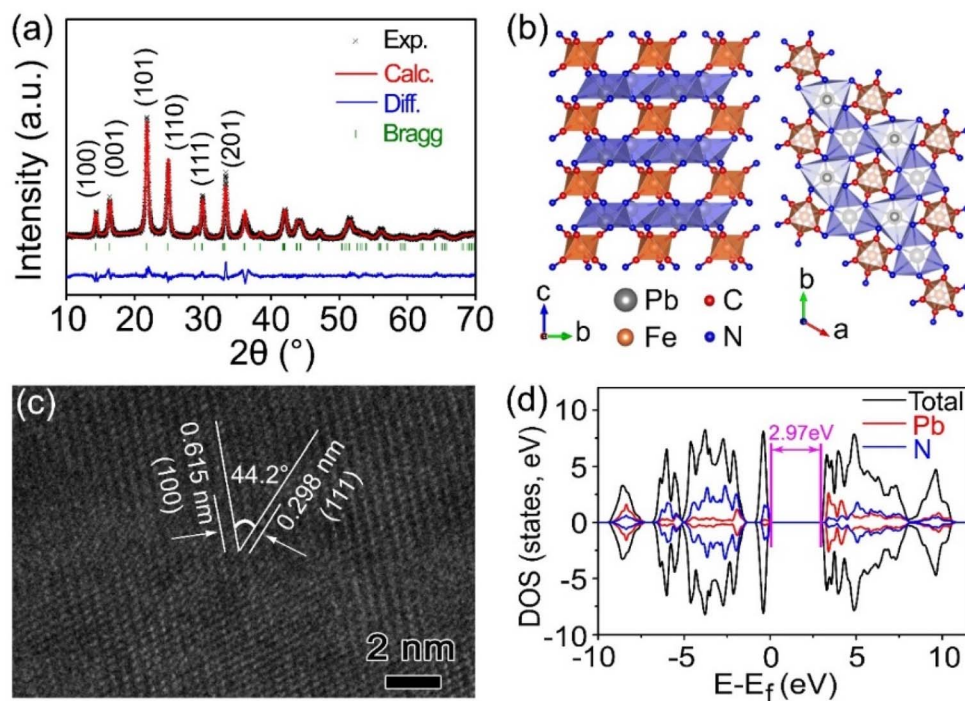 (a)
Exp.
Calc.
Diff.
Bragg
(100)
(001)
(101)
(110)
(111)
(201)
Intensity (a.u.)
10 20 30 40 50 60 70
2θ (°)
(b)
c
b
Pb
C
Fe
N
b
a
(c)
0.615 nm
(100)
44.2°
0.298 nm
(111)
2 nm
(d)
Total
Pb
N
2.97eV
DOS (states, eV)
10
5
0
-5
-10
-10 -5 0 5 10
E-Ef (eV)